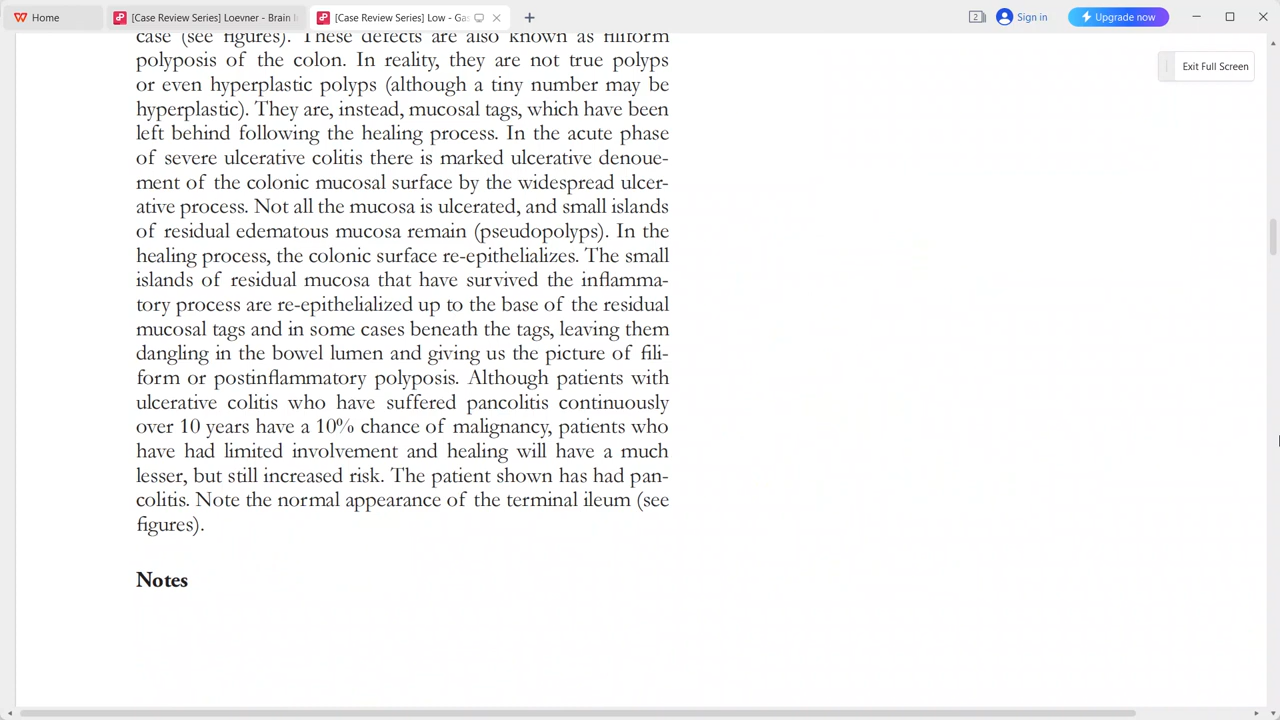 Home
[Case Review Series] Loevner - Brain I
[Case Review Series] Low - Gas
2
Sign in
Upgrade now
Exit Full Screen
case (see figures). These defects are also known as filiform
polyposis of the colon. In reality, they are not true polyps
or even hyperplastic polyps (although a tiny number may be
hyperplastic). They are, instead, mucosal tags, which have been
left behind following the healing process. In the acute phase
of severe ulcerative colitis there is marked ulcerative denoue-
ment of the colonic mucosal surface by the widespread ulcer-
ative process. Not all the mucosa is ulcerated, and small islands
of residual edematous mucosa remain (pseudopolyps). In the
healing process, the colonic surface re-epithelializes. The small
islands of residual mucosa that have survived the inflamma-
tory process are re-epithelialized up to the base of the residual
mucosal tags and in some cases beneath the tags, leaving them
dangling in the bowel lumen and giving us the picture of fili-
form or postinflammatory polyposis. Although patients with
ulcerative colitis who have suffered pancolitis continuously
over 10 years have a 10% chance of malignancy, patients who
have had limited involvement and healing will have a much
lesser, but still increased risk. The patient shown has had pan-
colitis. Note the normal appearance of the terminal ileum (see
figures).
Notes